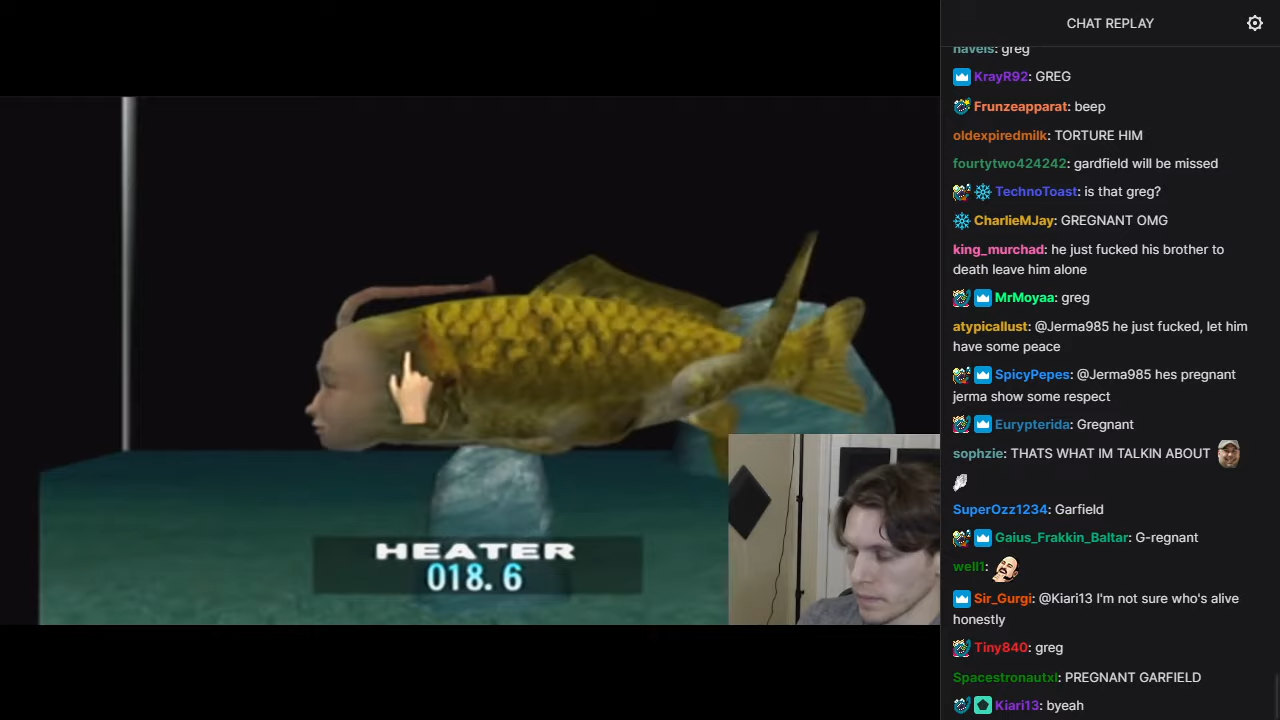 CHAT REPLAY
navels: greg
KrayR92: GREG
Frunzeapparat: beep
oldexpiredmilk: TORTURE HIM
fourtytwo424242: gardfield will be missed
TechnoToast: is that greg?
CharlieMJay: GREGNANT OMG
king_murchad: he just fucked his brother to
death leave him alone
MrMoyaa: greg
atypicallust: @Jerma985 he just fucked, let him
have some peace
SpicyPepes: @Jerma985 hes pregnant
jerma show some respect
Eurypterida: Gregnant
sophzie: THATS WHAT IM TALKIN ABOUT
SuperOzz1234: Garfield
Gaius_Frakkin_Baltar: G-regnant
well1:
Sir_Gurgi: @Kiari13 I'm not sure who's alive
honestly
Tiny840: greg
Spacestronautxl: PREGNANT GARFIELD
Kiari13: byeah
HEATER
018. 6